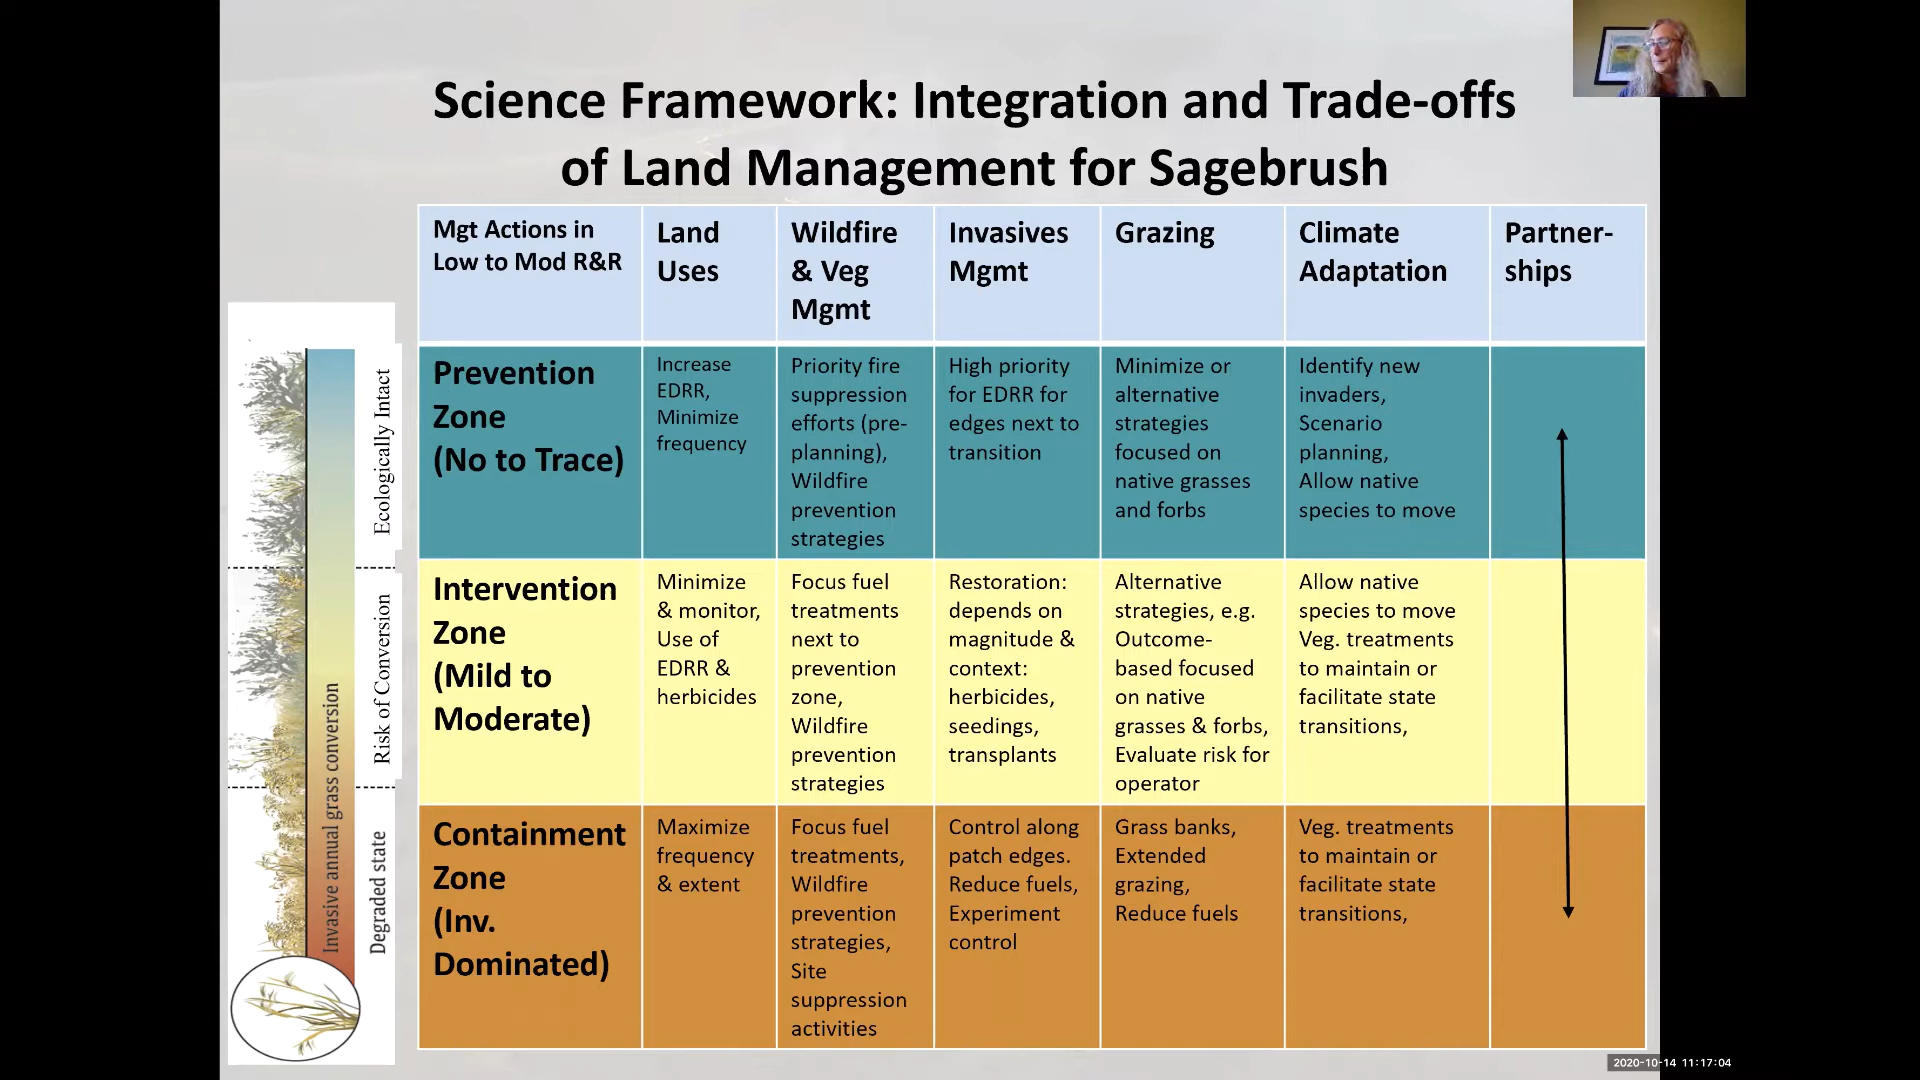 Science Framework: Integration and Trade-offs
of Land Management for Sagebrush
Mgt Actions in
Low to Mod R&R
Land
Uses
Wildfire
& Veg
Mgmt
Invasives
Mgmt
Grazing
Climate
Adaptation
Partner-
ships
Prevention
Zone
(No to Trace)
Increase
EDRR,
Minimize
frequency
Priority fire
suppression
efforts (pre-
planning),
Wildfire
prevention
strategies
High priority
for EDRR for
edges next to
transition
Minimize or
alternative
strategies
focused on
native grasses
and forbs
Identify new
invaders,
Scenario
planning,
Allow native
species to move
Intervention
Zone
(Mild to
Moderate)
Minimize
& monitor,
Use of
EDRR &
herbicides
Focus fuel
treatments
next to
prevention
zone,
Wildfire
prevention
strategies
Restoration:
depends on
magnitude &
context:
herbicides,
seedings,
transplants
Alternative
strategies, e.g.
Outcome-
based focused
on native
grasses & forbs,
Evaluate risk for
operator
Allow native
species to move
Veg. treatments
to maintain or
facilitate state
transitions,
Containment
Zone
(Inv.
Dominated)
Maximize
frequency
& extent
Focus fuel
treatments,
Wildfire
prevention
strategies,
Site
suppression
activities
Control along
patch edges.
Reduce fuels,
Experiment
control
Grass banks,
Extended
grazing,
Reduce fuels
Veg. treatments
to maintain or
facilitate state
transitions,
Ecologically Intact
Risk of Conversion
Degraded state
Invasive annual grass conversion
2020-10-14 11:17:04